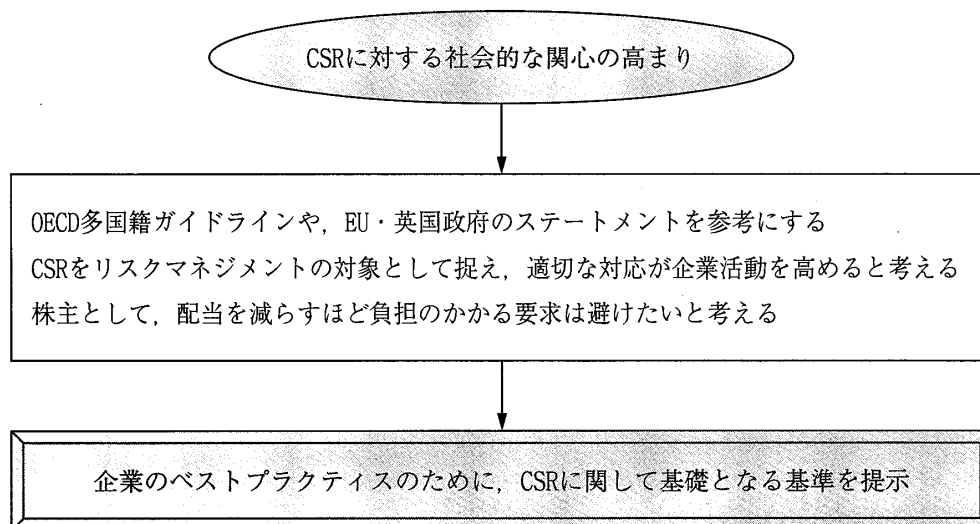 CSRに対する社会的な関心の高まり
OECD多国籍ガイドラインや，EU・英国政府のステートメントを参考にする
CSRをリスクマネジメントの対象として捉え，適切な対応が企業活動を高めると考える
株主として，配当を減らすほど負担のかかる要求は避けたいと考える
企業のベストプラクティスのために，CSRに関して基礎となる基準を提示